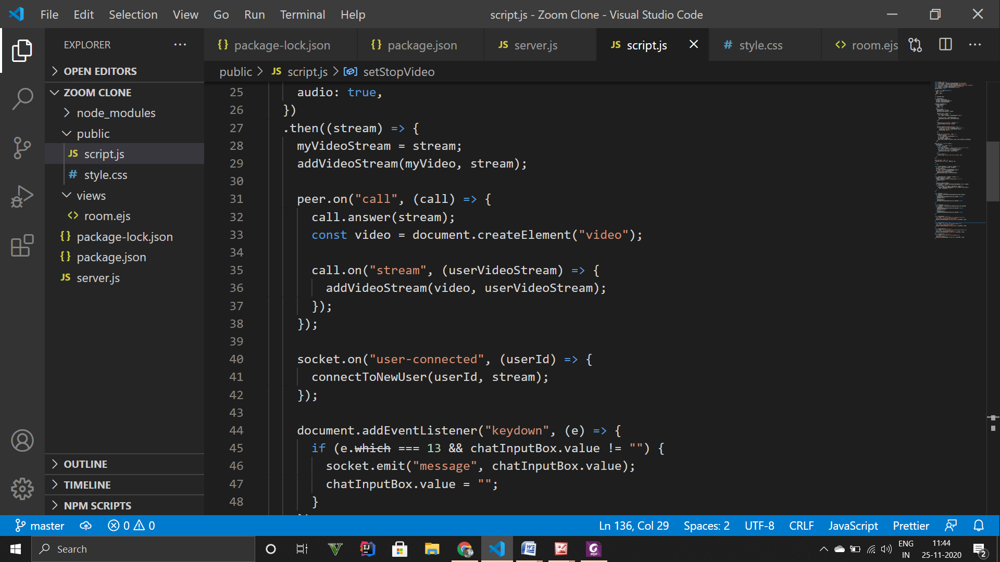 File Edit Selection View Go Run Terminal Help script.js - Zoom Clone - Visual Studio Code
EXPLORER
{} package-lock.json {} package.json JS server.js JS script.js # style.css <> room.ejs
OPEN EDITORS
public > JS script.js > setStopVideo
ZOOM CLONE
node_modules
public
JS script.js
# style.css
views
<> room.ejs
{} package-lock.json
{} package.json
JS server.js
OUTLINE
TIMELINE
NPM SCRIPTS
25 audio: true,
26 })
27 .then((stream) => {
28 myVideoStream = stream;
29 addVideoStream(myVideo, stream);
30
31 peer.on("call", (call) => {
32 call.answer(stream);
33 const video = document.createElement("video");
34
35 call.on("stream", (userVideoStream) => {
36 addVideoStream(video, userVideoStream);
37 });
38 });
39
40 socket.on("user-connected", (userId) => {
41 connectToNewUser(userId, stream);
42 });
43
44 document.addEventListener("keydown", (e) => {
45 if (e.which === 13 && chatInputBox.value != "") {
46 socket.emit("message", chatInputBox.value);
47 chatInputBox.value = "";
48 }
master 0 0 Ln 136, Col 29 Spaces: 2 UTF-8 CRLF JavaScript Prettier
Search
ENG
IN
11:44
25-11-2020
2